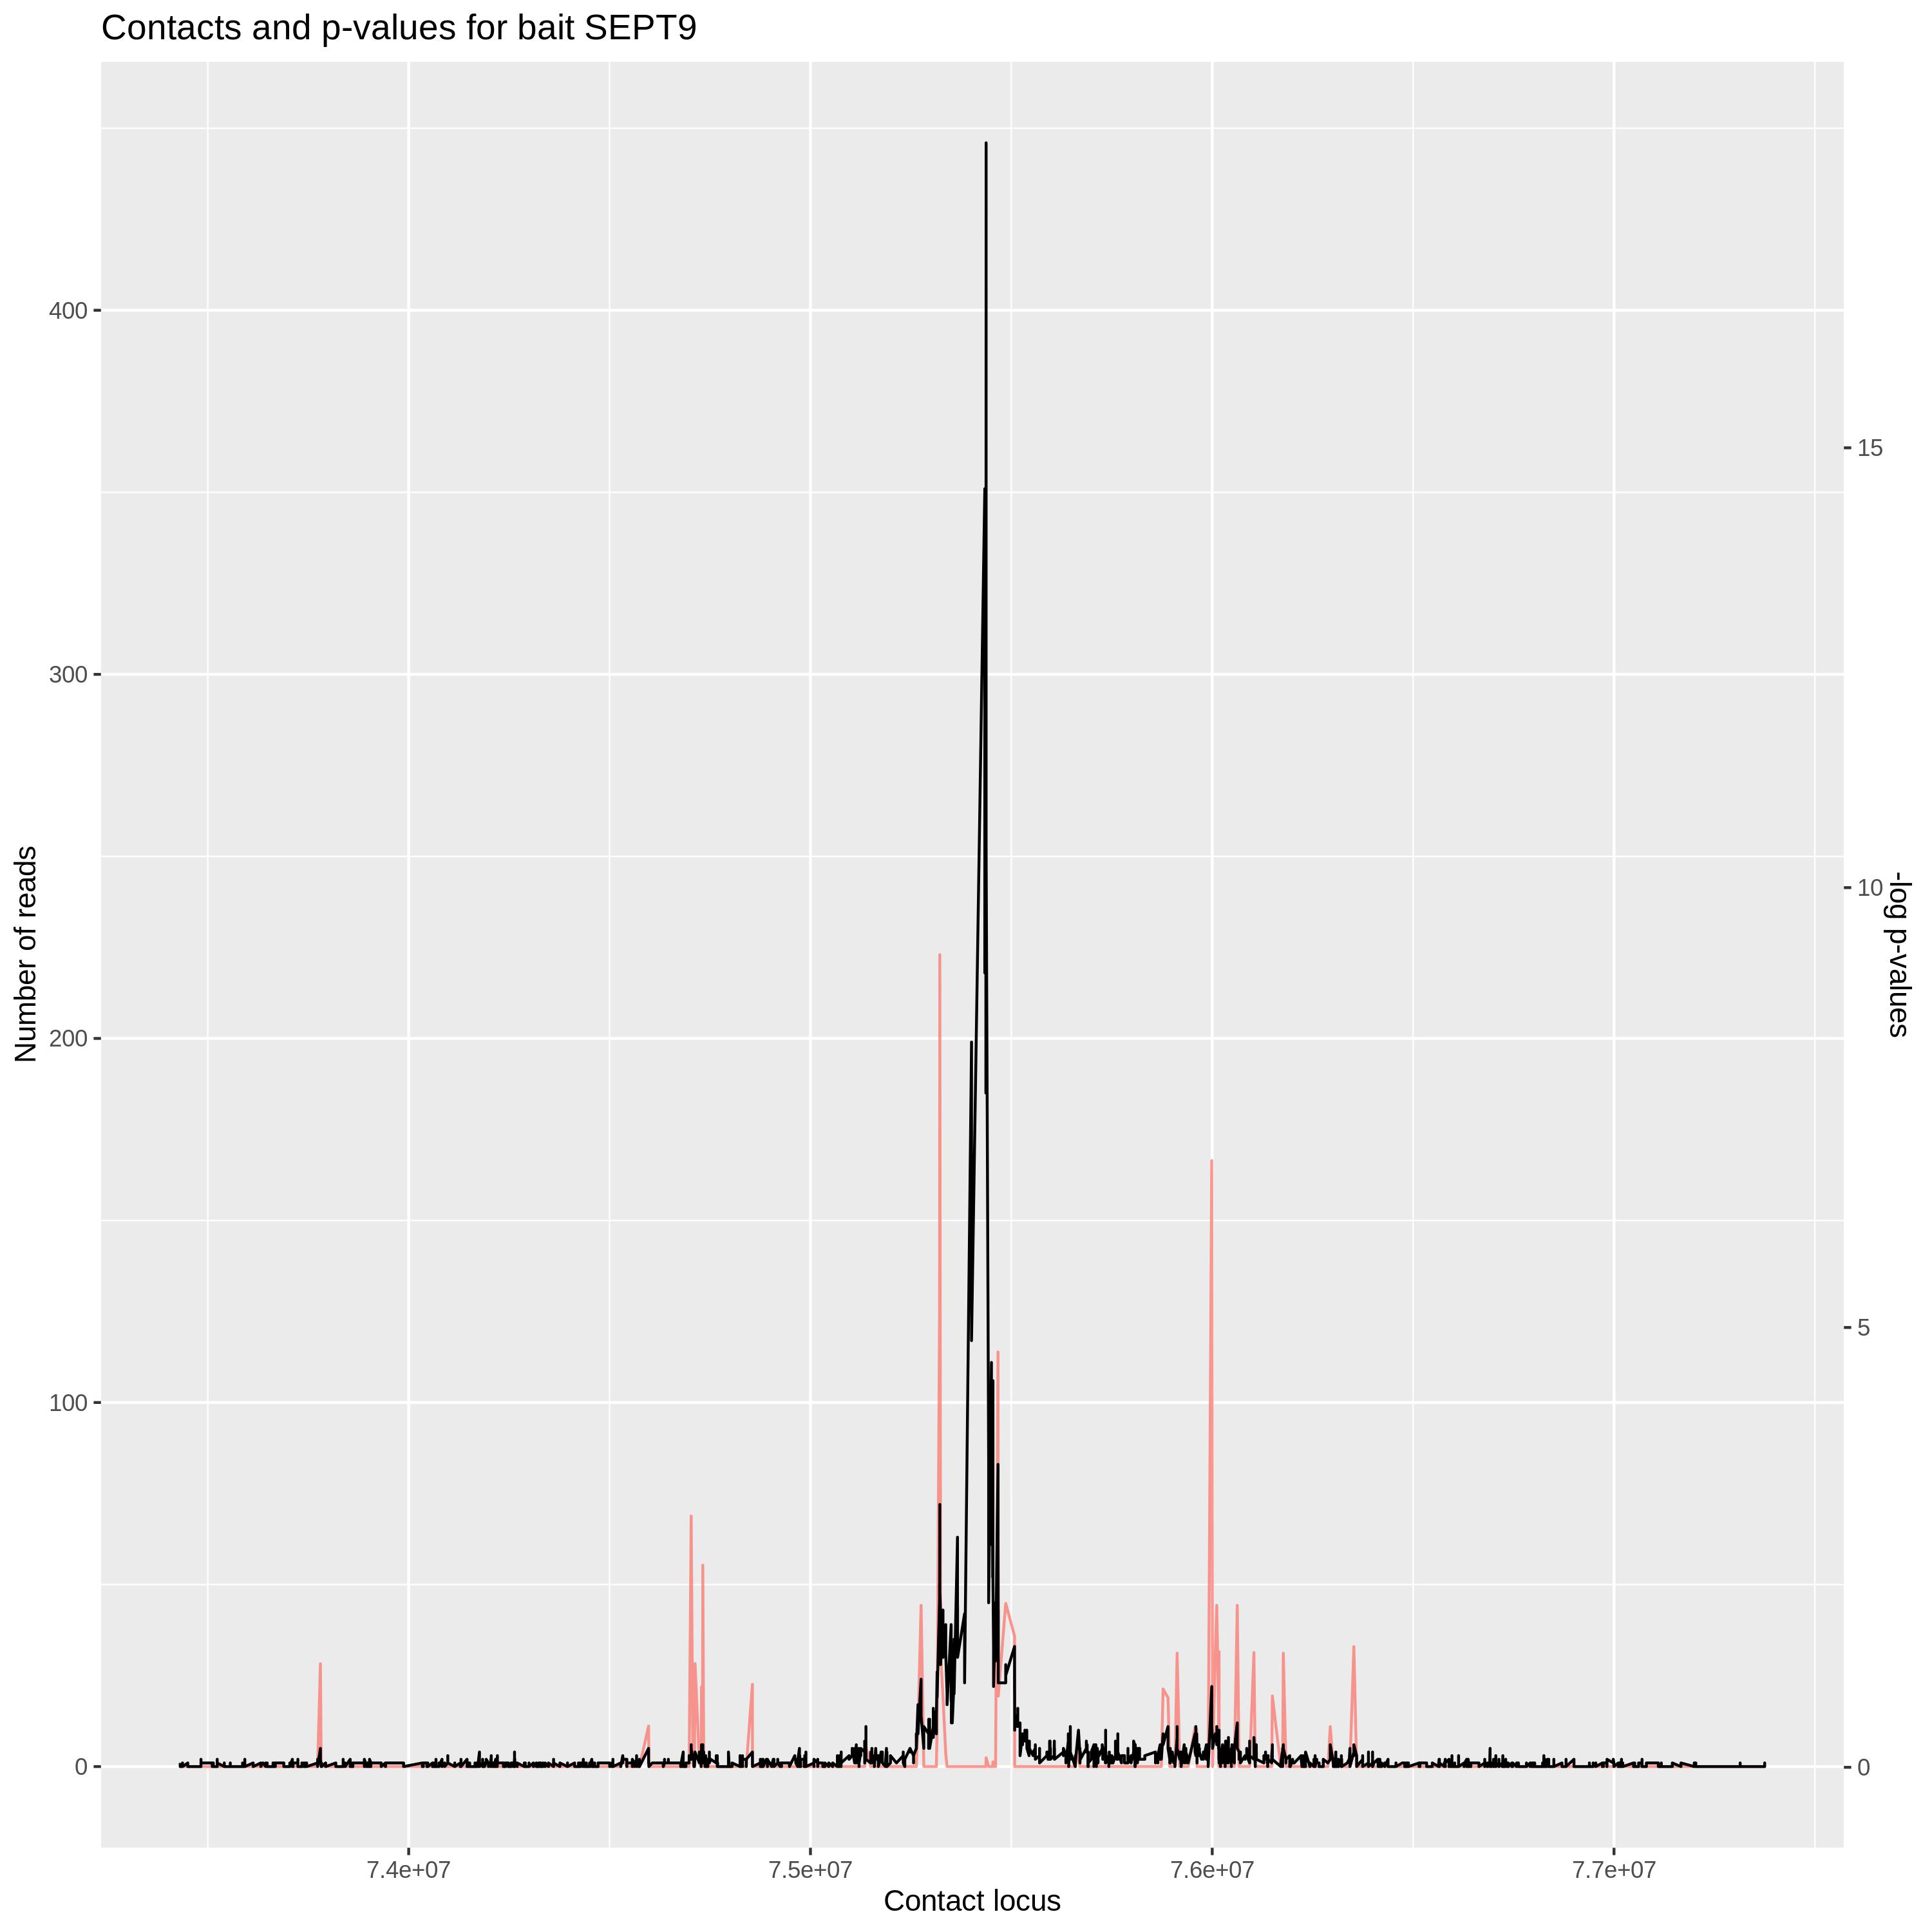 Contacts and p-values for bait SEPT9
400
300
200
100
0
Number of reads
15
10
5
0
-log p-values
7.4e+07
7.5e+07
7.6e+07
7.7e+07
Contact locus